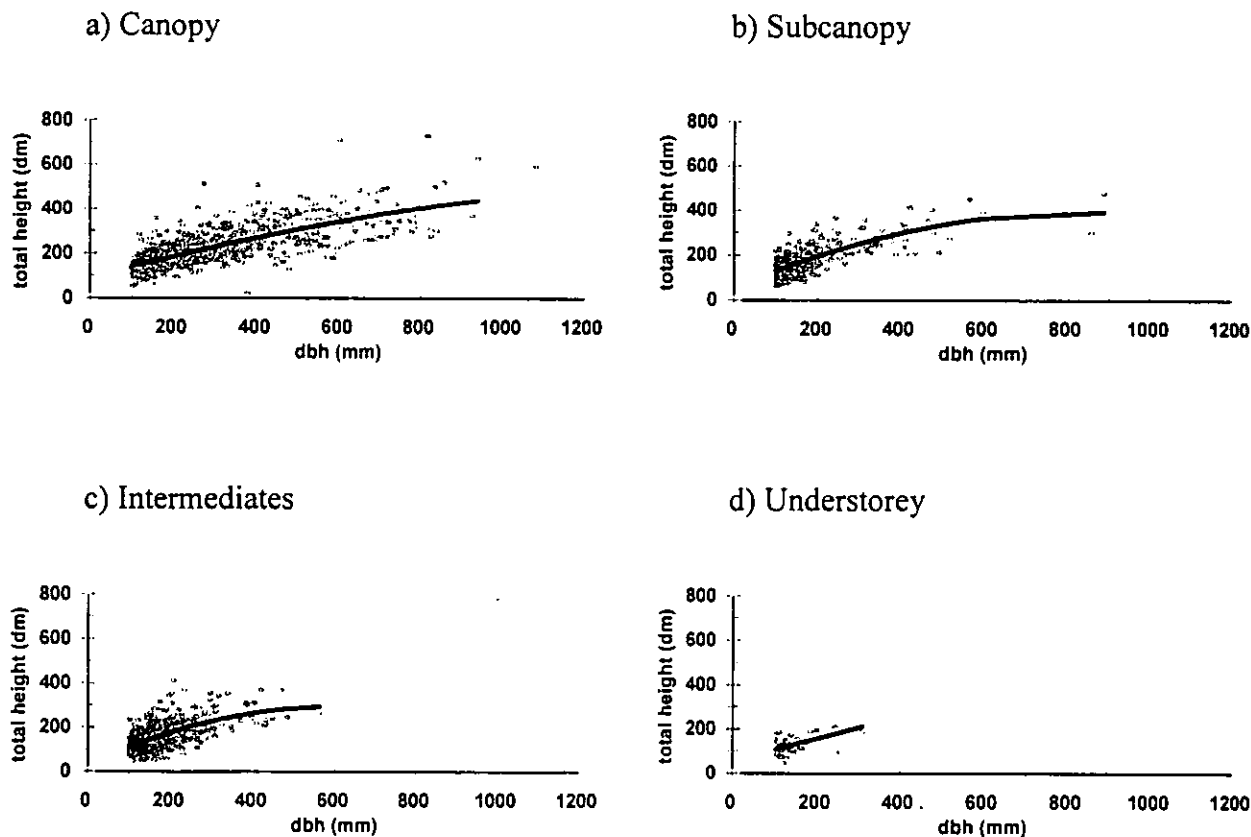 a) Canopy
total height (dm)
800
600
400
200
0
0 200 400 600 800 1000 1200
dbh (mm)
b) Subcanopy
total height (dm)
800
600
400
200
0
0 200 400 600 800 1000 1200
dbh (mm)
c) Intermediates
total height (dm)
800
600
400
200
0
0 200 400 600 800 1000 1200
dbh (mm)
d) Understorey
total height (dm)
800
600
400
200
0
0 200 400 600 800 1000 1200
dbh (mm)